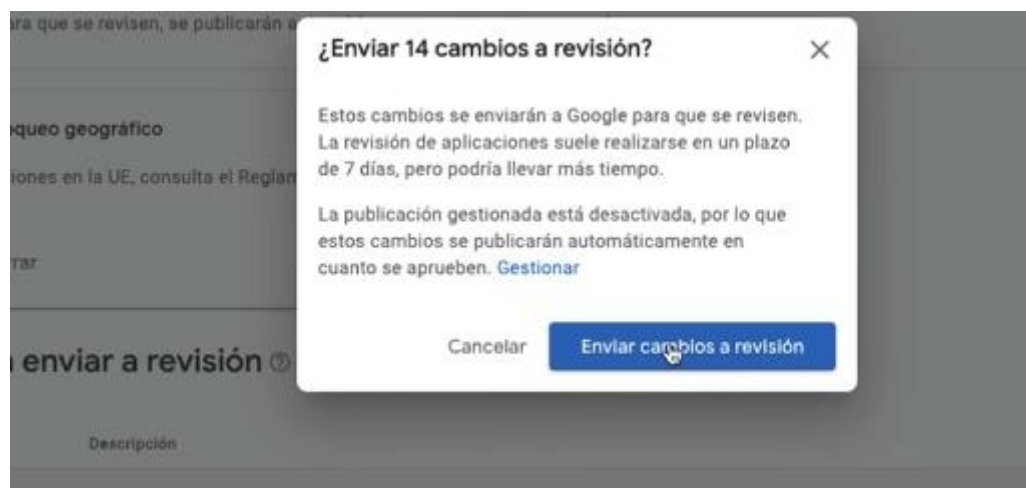 ara que se revisen, se publicarán
¿Enviar 14 cambios a revisión?
Estos cambios se enviarán a Google para que se revisen.
La revisión de aplicaciones suele realizarse en un plazo
de 7 días, pero podría llevar más tiempo.
La publicación gestionada está desactivada, por lo que
estos cambios se publicarán automáticamente en
cuanto se aprueben. Gestionar
Cancelar
Enviar cambios a revisión
queo geográfico
iones en la UE, consulta el Reglam
rar
enviar a revisión
Descripción